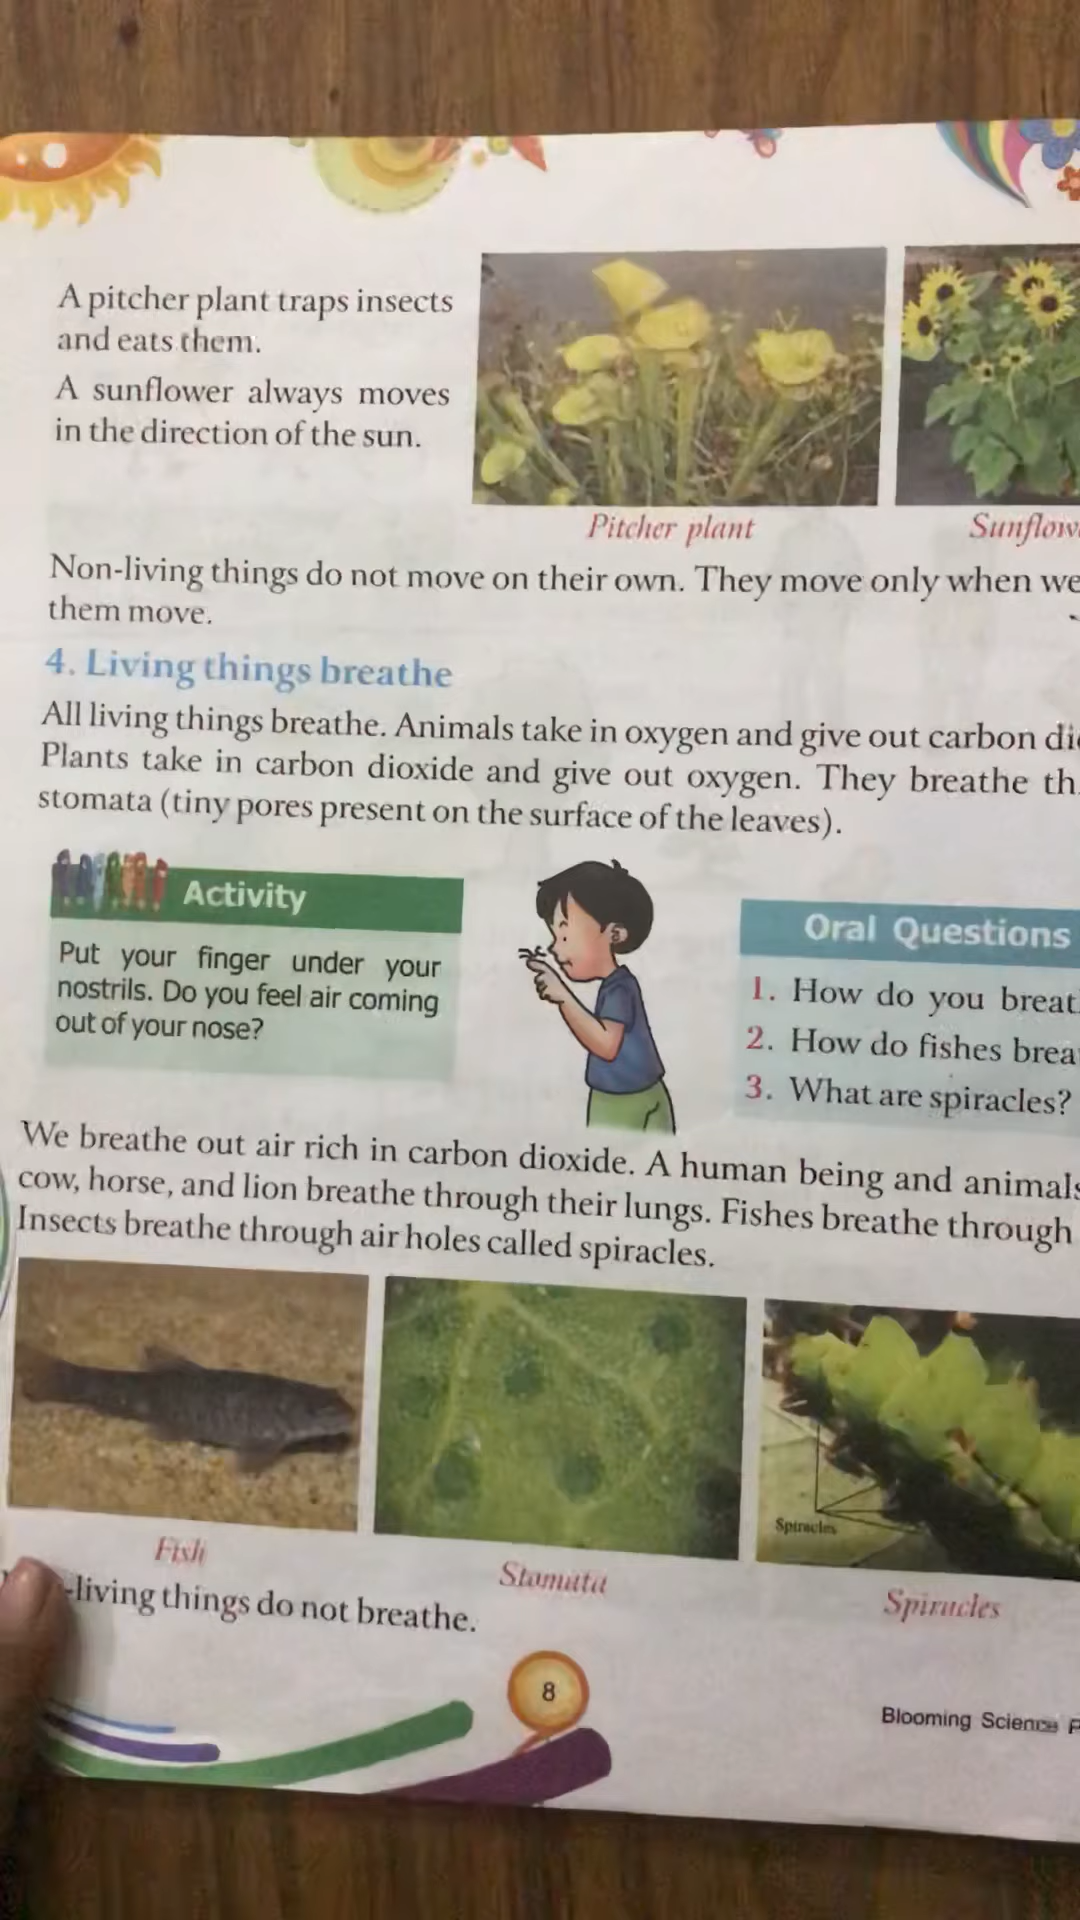 A pitcher plant traps insects
and eats them.
A sunflower always moves
in the direction of the sun.
Pitcher plant
Sunflow
Non-living things do not move on their own. They move only when we
them move.
4. Living things breathe
All living things breathe. Animals take in oxygen and give out carbon di
Plants take in carbon dioxide and give out oxygen. They breathe th
stomata (tiny pores present on the surface of the leaves).
Activity
Put your finger under your
nostrils. Do you feel air coming
out of your nose?
Oral Questions
1. How do you breat
2. How do fishes brea
3. What are spiracles?
We breathe out air rich in carbon dioxide. A human being and animals
cow, horse, and lion breathe through their lungs. Fishes breathe through
Insects breathe through air holes called spiracles.
Spiracles
Fish
Stomata
Spiracles
-living things do not breathe.
8
Blooming Science P